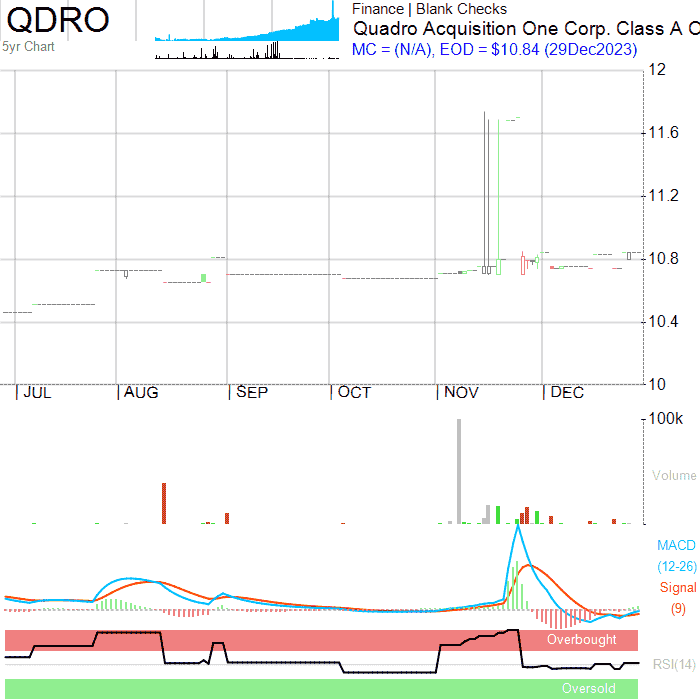 QDRO
5yr Chart
Finance | Blank Checks
Quadro Acquisition One Corp. Class A O
MC = (N/A), EOD = $10.84 (29Dec2023)
12
11.6
11.2
10.8
10.4
10
JUL AUG SEP OCT NOV DEC
100k
Volume
MACD
(12-26)
Signal
(9)
Overbought
RSI(14)
Oversold